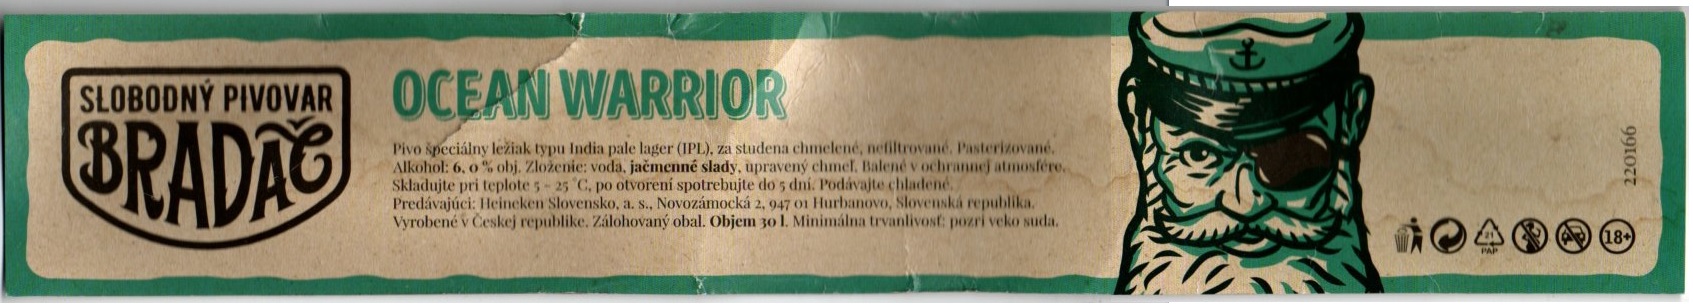 SLOBODNÝ PIVOVAR
BRADÁČ
OCEAN WARRIOR
Pivo špeciálny ležiak typu India pale lager (IPL), za studena chmelené, nefiltrované. Pasterizované.
Alkohol: 6, 0 % obj. Zloženie: voda, jačmenné slady, upravený chmeľ. Balené v ochrannej atmosfére.
Skladujte pri teplote 5 - 25 °C, po otvorení spotrebujte do 5 dní. Podávajte chladené.
Predávajúci: Heineken Slovensko, a. s., Novozámocká 2, 947 01 Hurbanovo, Slovenská republika.
Vyrobené v Českej republike. Zálohovaný obal. Objem 30 l. Minimálna trvanlivosť: pozri veko suda.
220166
21
PAP
18+